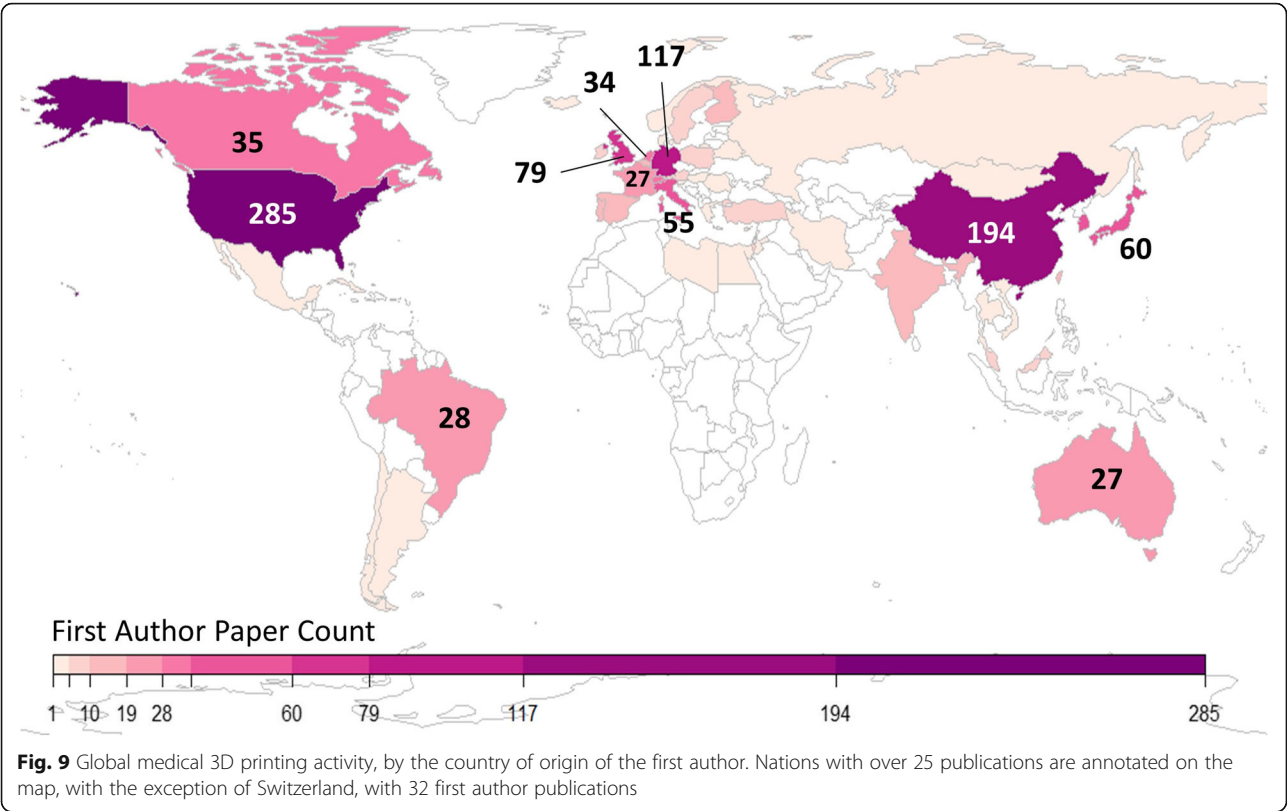 117
34
35
79
27
285
55
194
60
28
27
First Author Paper Count
1 10 19 28 60 79 117 194 285
Fig. 9 Global medical 3D printing activity, by the country of origin of the first author. Nations with over 25 publications are annotated on the
map, with the exception of Switzerland, with 32 first author publications